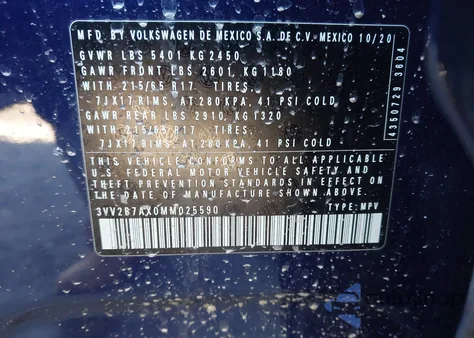 MFD. BY VOLKSWAGEN DE MEXICO S.A. DE C.V. MEXICO 10/20
GVWR LBS 5401 KG 2450
GAWR FRONT LBS 2601, KG 1180
WITH 215/65 R17 TIRES,
7JX17 RIMS, AT 280 KPA, 41 PSI COLD
GAWR REAR LBS 2910, KG 1320
WITH 215/65 R17 TIRES,
7JX17 RIMS, AT 280 KPA, 41 PSI COLD
THIS VEHICLE CONFORMS TO ALL APPLICABLE
U.S. FEDERAL MOTOR VEHICLE SAFETY AND
THEFT PREVENTION STANDARDS IN EFFECT ON
THE DATE OF MANUFACTURE SHOWN ABOVE.
3VV2B7AX0MM025590 TYPE: MPV
4350729 3604